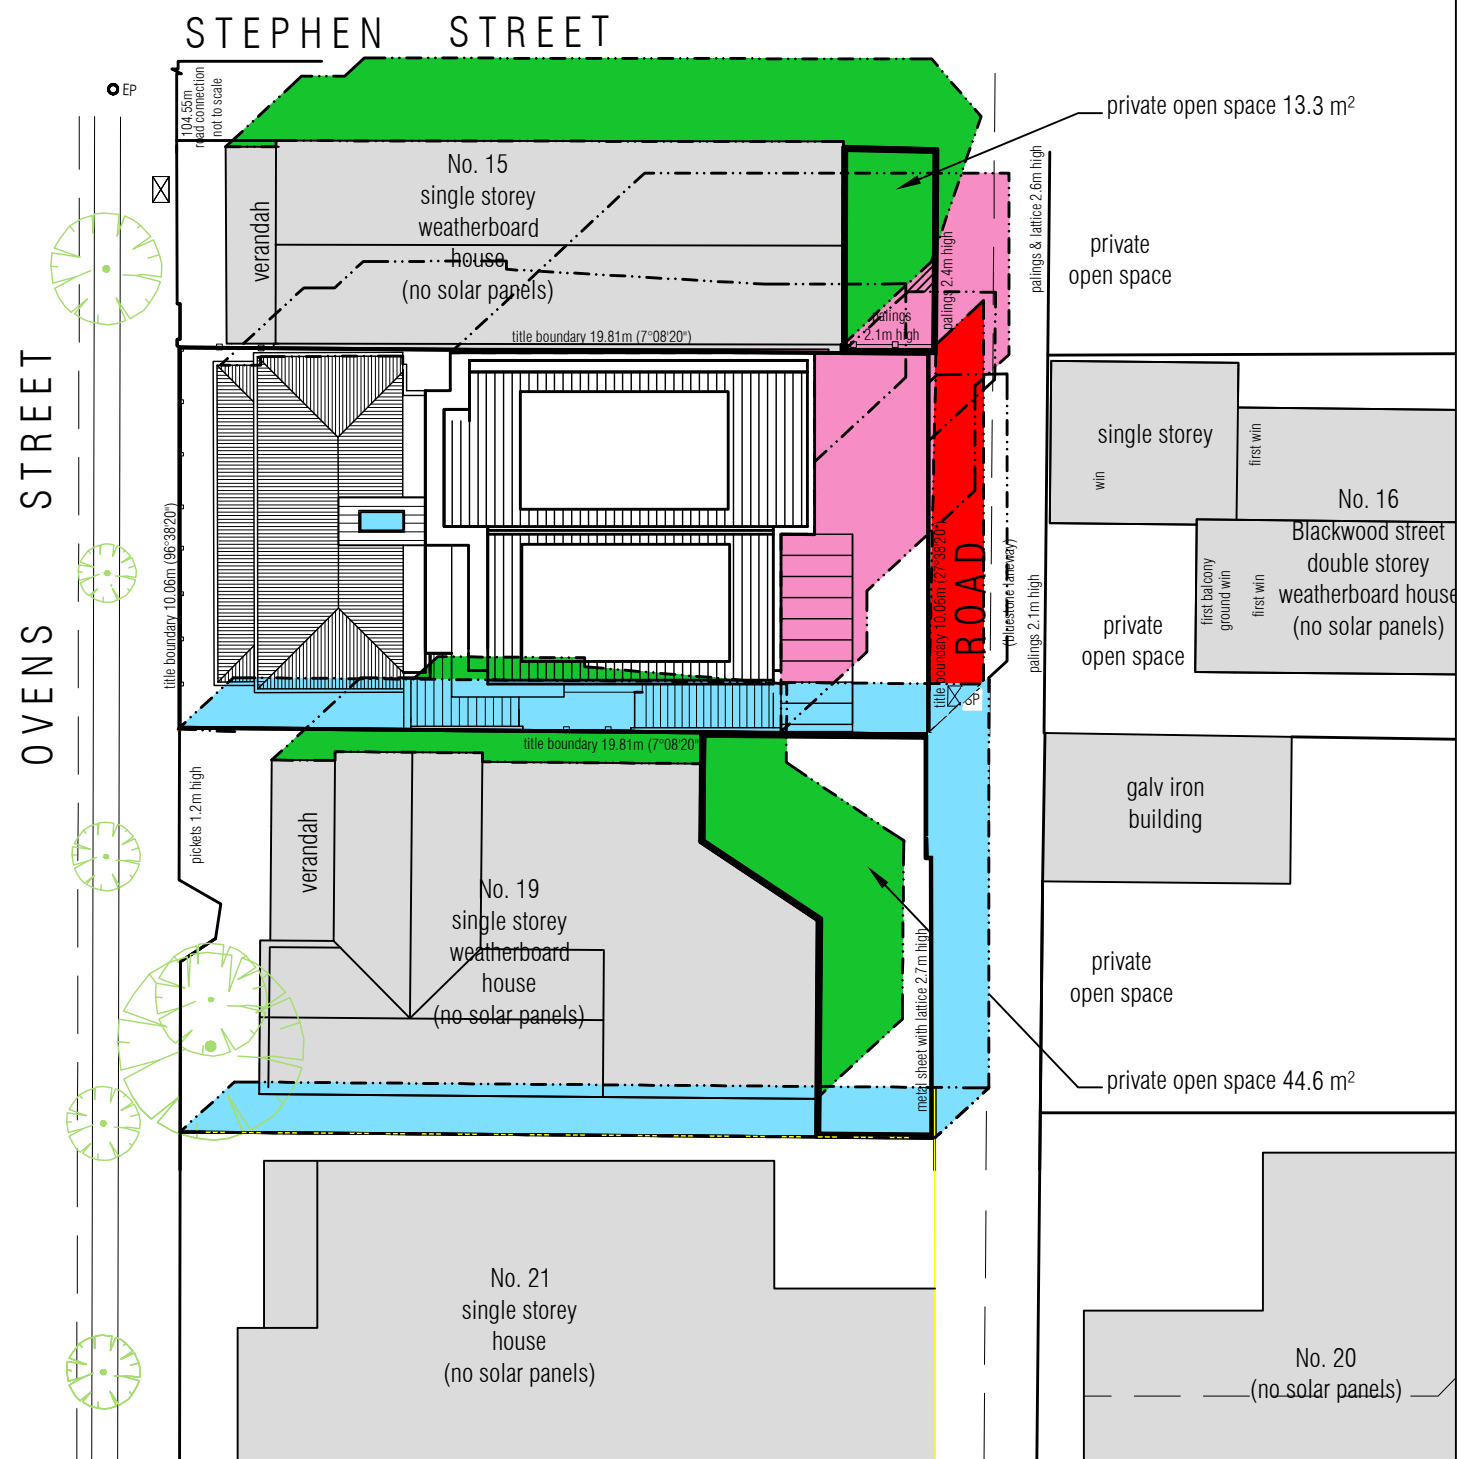 STEPHEN STREET
EP
104.55m
road connection
not to scale
private open space 13.3 m²
No. 15
single storey
weatherboard
house
(no solar panels)
verandah
palings 2.4m high
palings & lattice 2.6m high
private
open space
palings
2.1m high
title boundary 19.81m (7°08'20")
OVENS STREET
title boundary 10.06m (96°38'20")
title boundary 10.06m (27°38'20")
ROAD
(bluestone laneway)
palings 2.1m high
SP
single storey
win
first win
No. 16
Blackwood street
double storey
weatherboard house
(no solar panels)
first balcony
ground win
first win
private
open space
title boundary 19.81m (7°08'20")
pickets 1.2m high
verandah
No. 19
single storey
weatherboard
house
(no solar panels)
metal sheet with lattice 2.7m high
galv iron
building
private
open space
private open space 44.6 m²
No. 21
single storey
house
(no solar panels)
No. 20
(no solar panels)